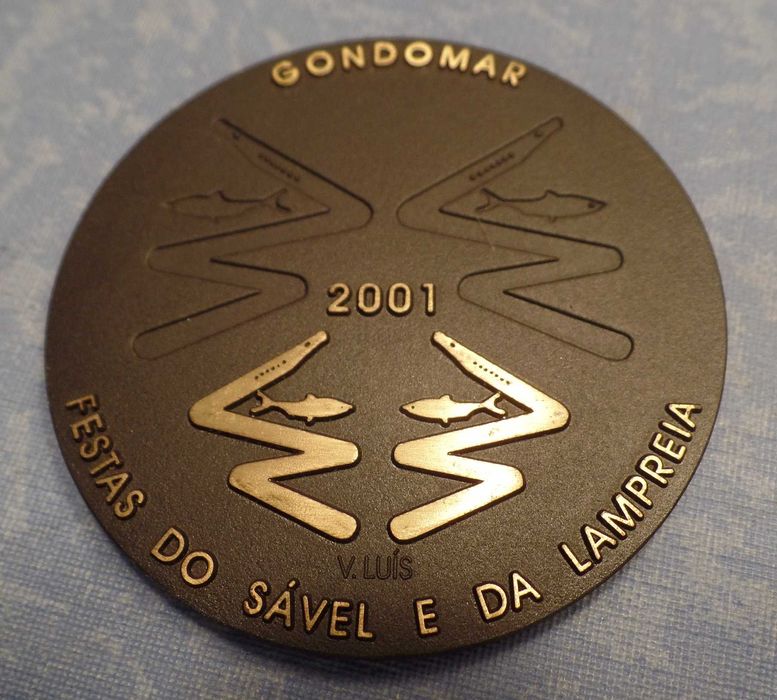 GONDOMAR
2001
V. LUÍS
FESTAS DO SÁVEL E DA LAMPREIA